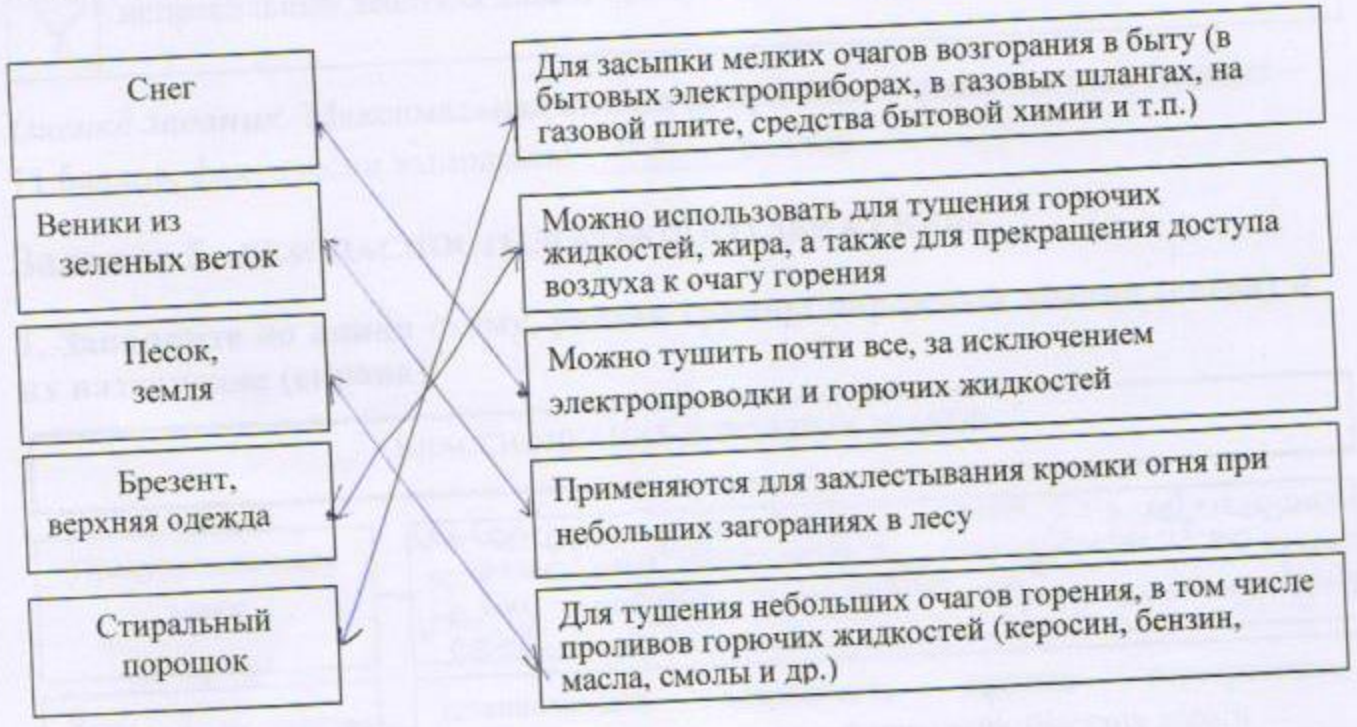 Снег
Веники из
зеленых веток
Песок,
земля
Брезент,
верхняя одежда
Стиральный
порошок
Для засыпки мелких очагов возгорания в быту (в
бытовых электроприборах, в газовых шлангах, на
газовой плите, средства бытовой химии и т.п.)
Можно использовать для тушения горючих
жидкостей, жира, а также для прекращения доступа
воздуха к очагу горения
Можно тушить почти все, за исключением
электропроводки и горючих жидкостей
Применяются для захлестывания кромки огня при
небольших загораниях в лесу
Для тушения небольших очагов горения, в том числе
проливов горючих жидкостей (керосин, бензин,
масла, смолы и др.)